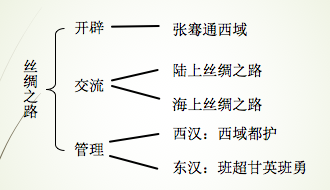 丝绸之路
开辟
张骞通西域
交流
陆上丝绸之路
海上丝绸之路
管理
西汉：西域都护
东汉：班超甘英班勇